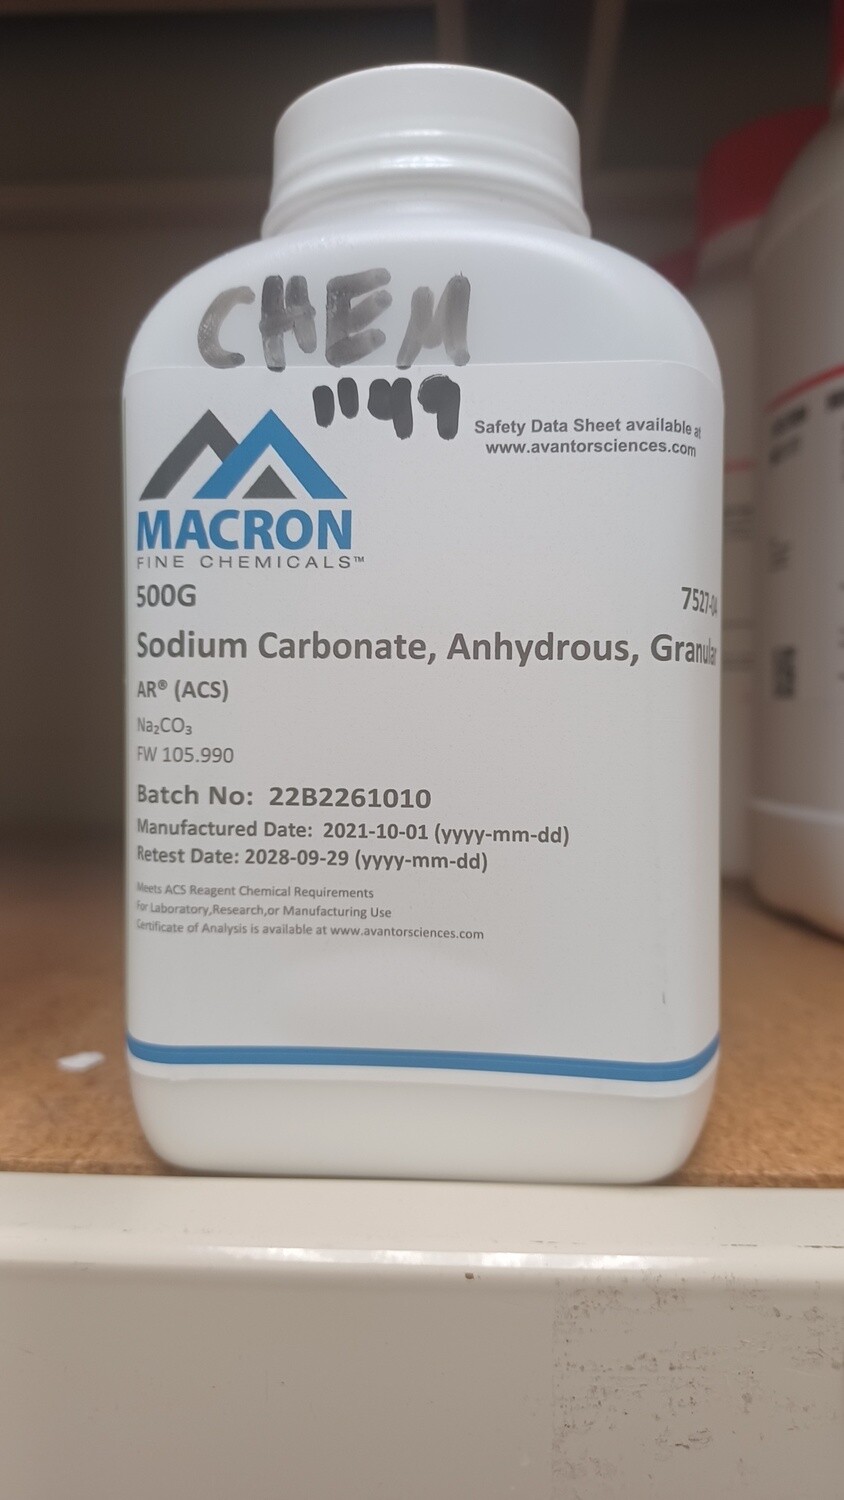 CHEM
1149
Safety Data Sheet available at
www.avantorsciences.com
MACRON
FINE CHEMICALS™
500G
7527-04
Sodium Carbonate, Anhydrous, Granular
AR® (ACS)
Na₂CO₃
FW 105.990
Batch No: 22B2261010
Manufactured Date: 2021-10-01 (yyyy-mm-dd)
Retest Date: 2028-09-29 (yyyy-mm-dd)
Meets ACS Reagent Chemical Requirements
For Laboratory,Research,or Manufacturing Use
Certificate of Analysis is available at www.avantorsciences.com